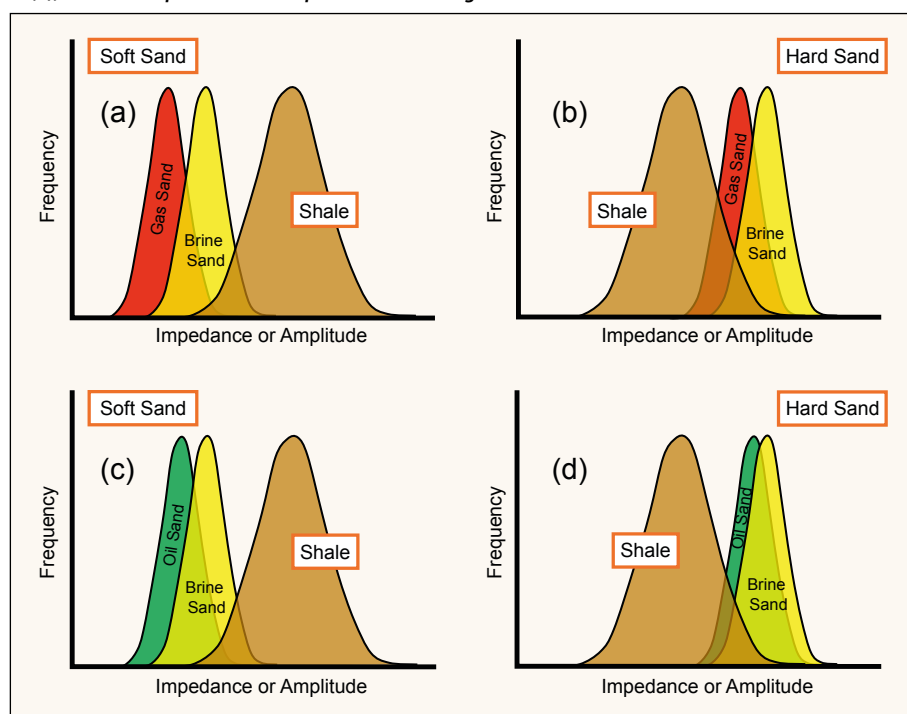 Soft Sand
(a)
Frequency
Gas Sand
Brine
Sand
Shale
Impedance or Amplitude
Hard Sand
(b)
Frequency
Shale
Gas Sand
Brine
Sand
Impedance or Amplitude
Soft Sand
(c)
Frequency
Oil Sand
Brine
Sand
Shale
Impedance or Amplitude
Hard Sand
(d)
Frequency
Shale
Oil Sand
Brine
Sand
Impedance or Amplitude